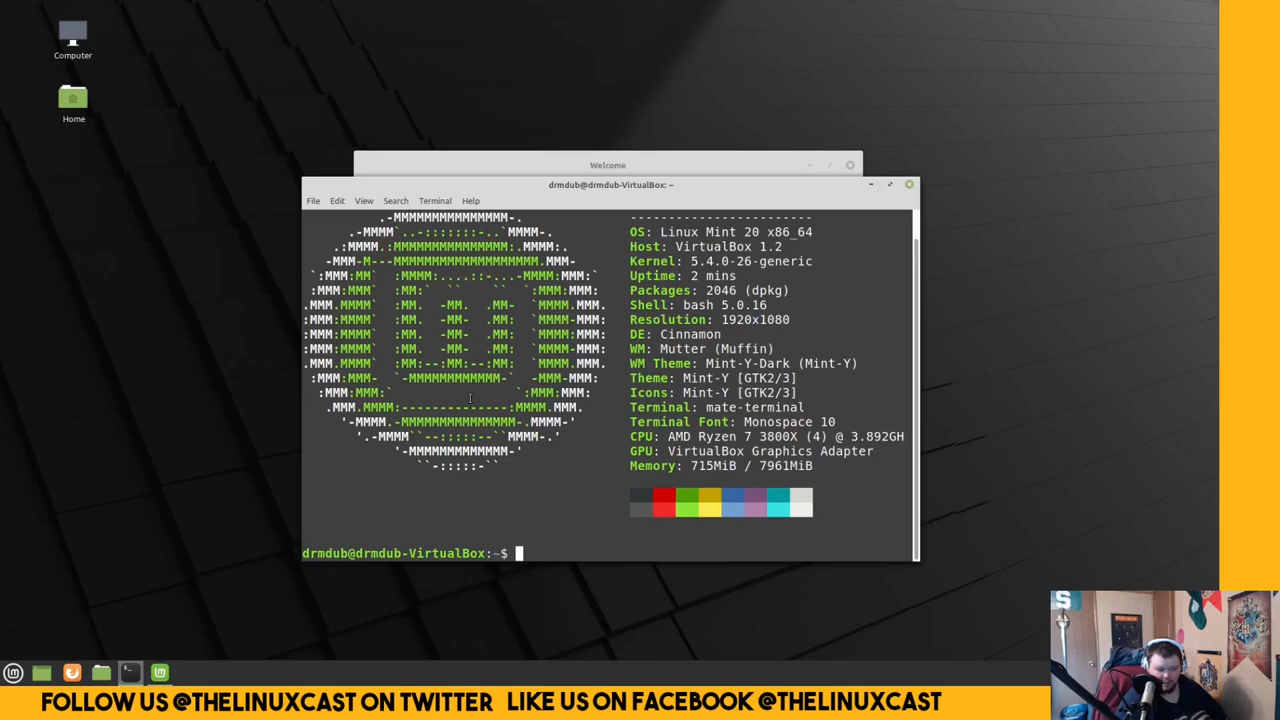 Computer
Home
Welcome
drmdub@drmdub-VirtualBox: ~
File Edit View Search Terminal Help
------------------------
OS: Linux Mint 20 x86_64
Host: VirtualBox 1.2
Kernel: 5.4.0-26-generic
Uptime: 2 mins
Packages: 2046 (dpkg)
Shell: bash 5.0.16
Resolution: 1920x1080
DE: Cinnamon
WM: Mutter (Muffin)
WM Theme: Mint-Y-Dark (Mint-Y)
Theme: Mint-Y [GTK2/3]
Icons: Mint-Y [GTK2/3]
Terminal: mate-terminal
Terminal Font: Monospace 10
CPU: AMD Ryzen 7 3800X (4) @ 3.892GH
GPU: VirtualBox Graphics Adapter
Memory: 715MiB / 7961MiB
drmdub@drmdub-VirtualBox:~$
S
FOLLOW US @THELINUXCAST ON TWITTER LIKE US ON FACEBOOK @THELINUXCAST